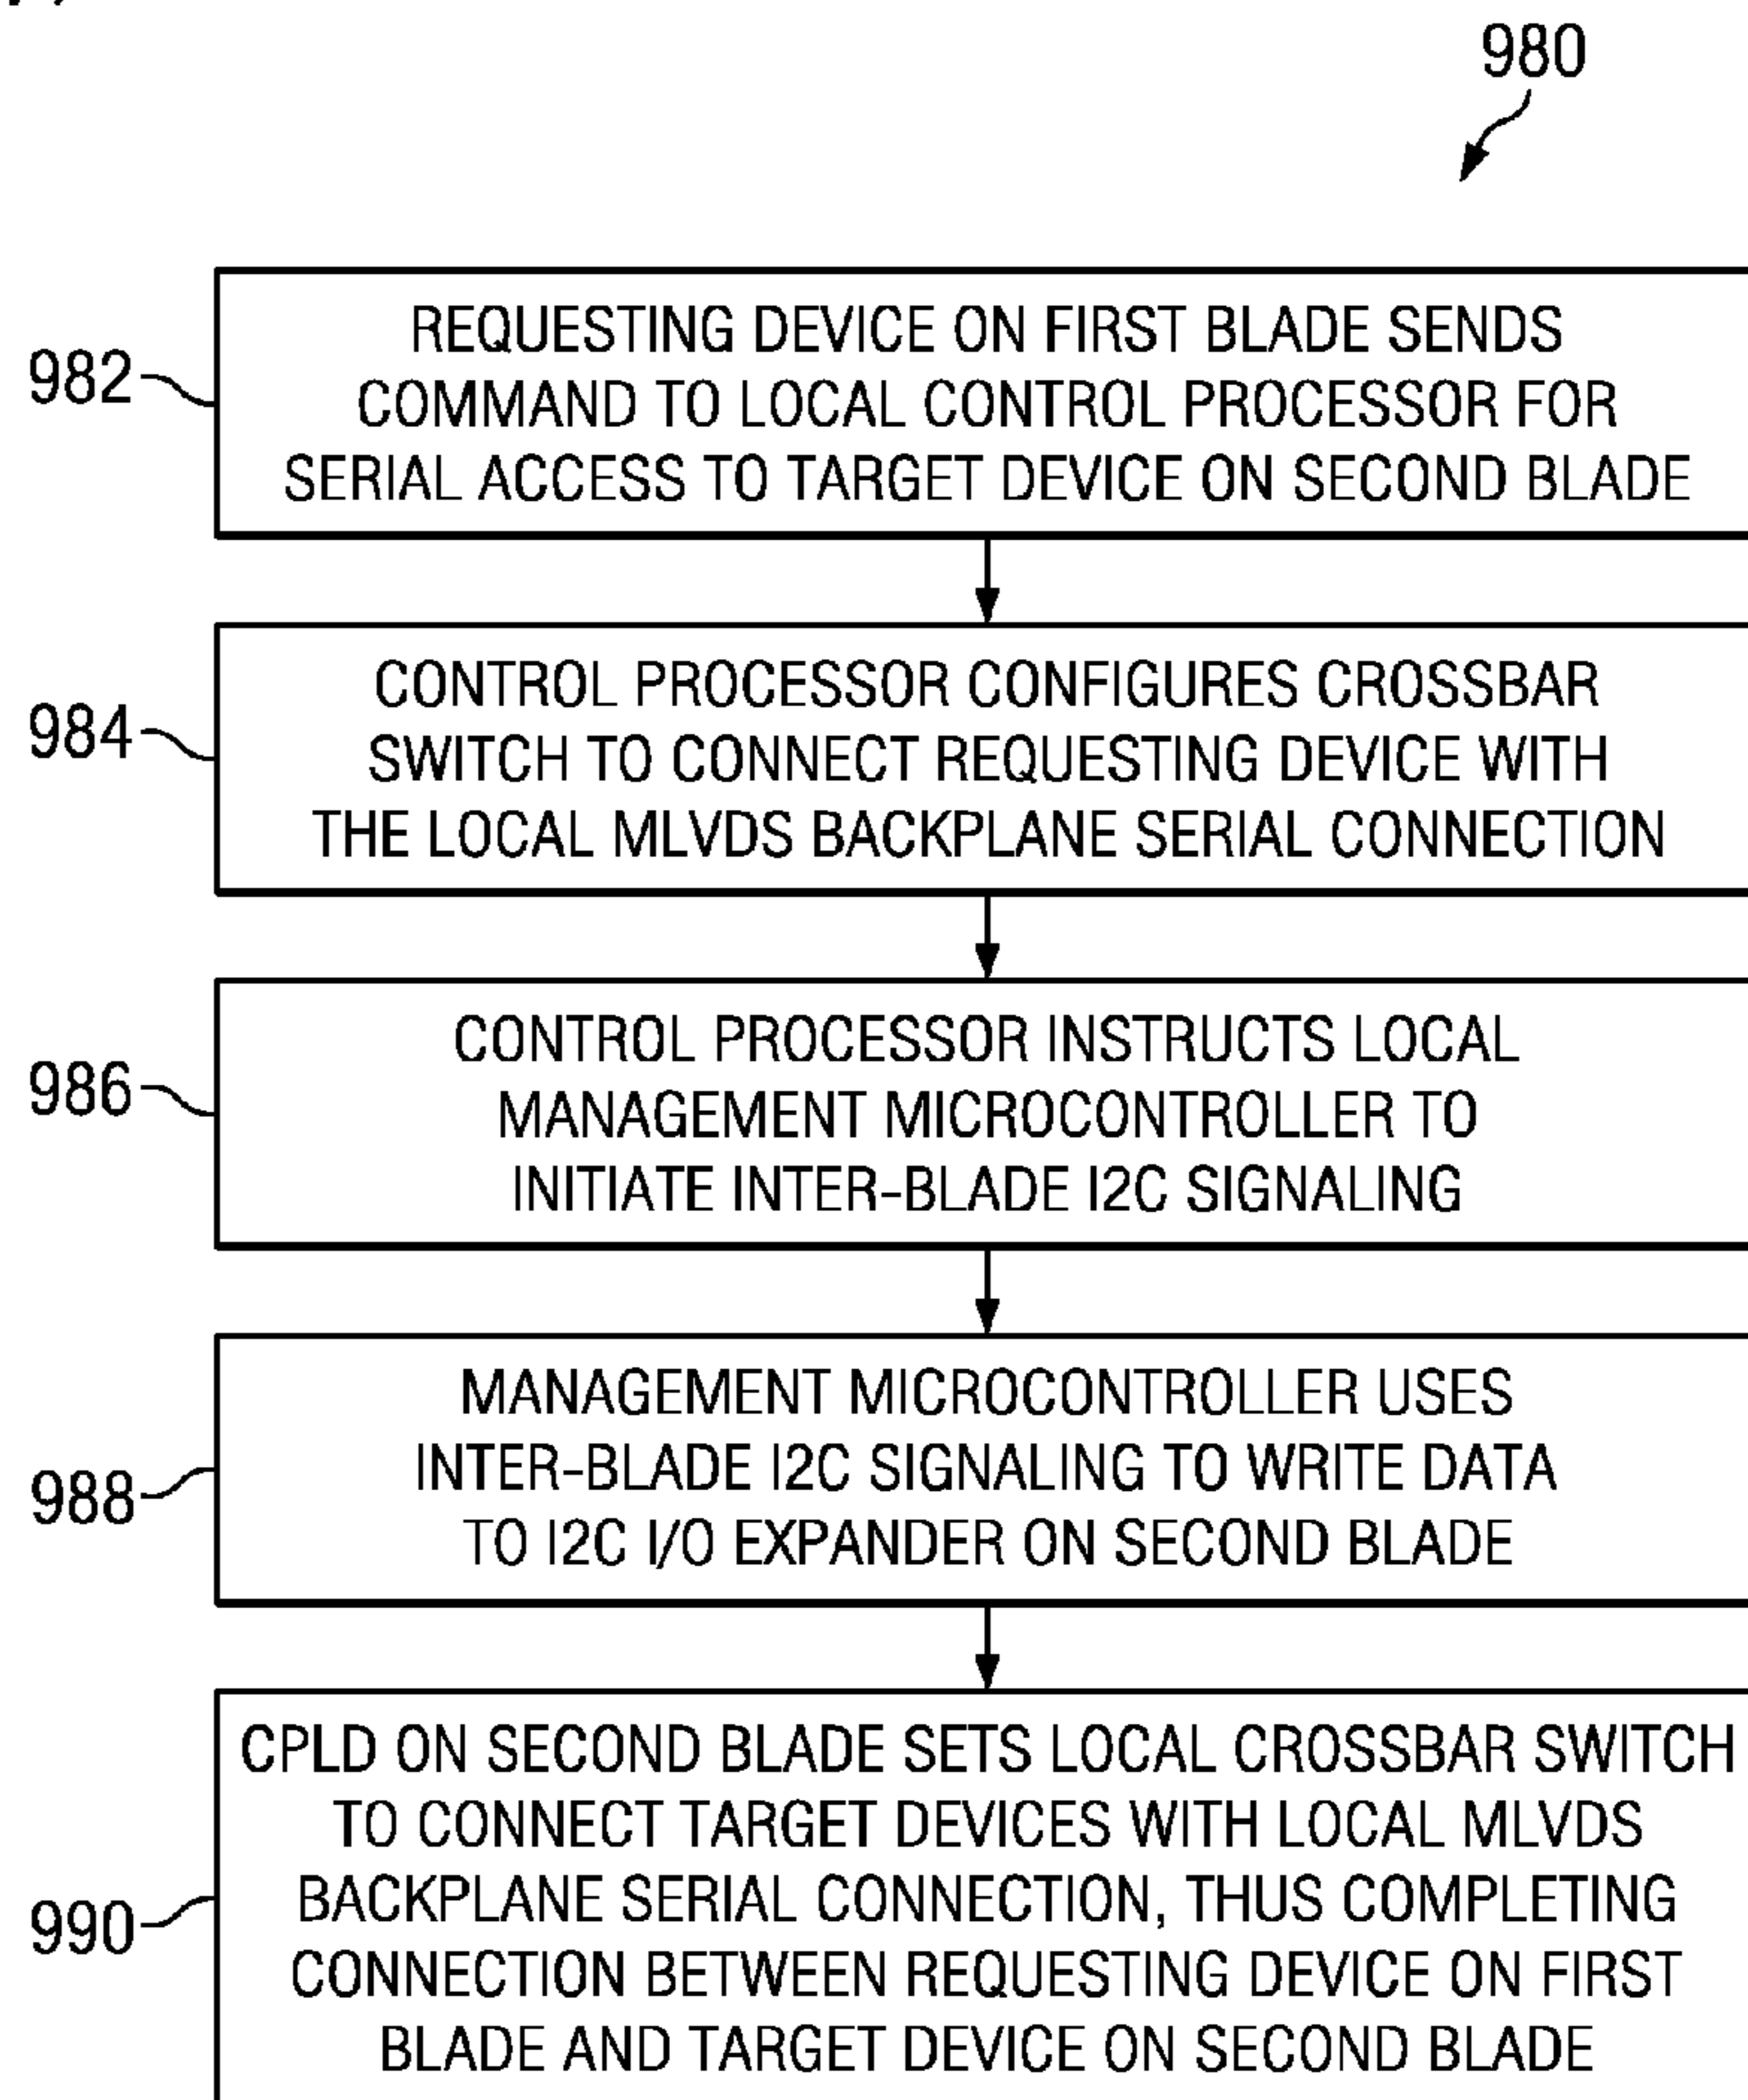 980
982
REQUESTING DEVICE ON FIRST BLADE SENDS
COMMAND TO LOCAL CONTROL PROCESSOR FOR
SERIAL ACCESS TO TARGET DEVICE ON SECOND BLADE
984
CONTROL PROCESSOR CONFIGURES CROSSBAR
SWITCH TO CONNECT REQUESTING DEVICE WITH
THE LOCAL MLVDS BACKPLANE SERIAL CONNECTION
986
CONTROL PROCESSOR INSTRUCTS LOCAL
MANAGEMENT MICROCONTROLLER TO
INITIATE INTER-BLADE I2C SIGNALING
988
MANAGEMENT MICROCONTROLLER USES
INTER-BLADE I2C SIGNALING TO WRITE DATA
TO I2C I/O EXPANDER ON SECOND BLADE
990
CPLD ON SECOND BLADE SETS LOCAL CROSSBAR SWITCH
TO CONNECT TARGET DEVICES WITH LOCAL MLVDS
BACKPLANE SERIAL CONNECTION, THUS COMPLETING
CONNECTION BETWEEN REQUESTING DEVICE ON FIRST
BLADE AND TARGET DEVICE ON SECOND BLADE